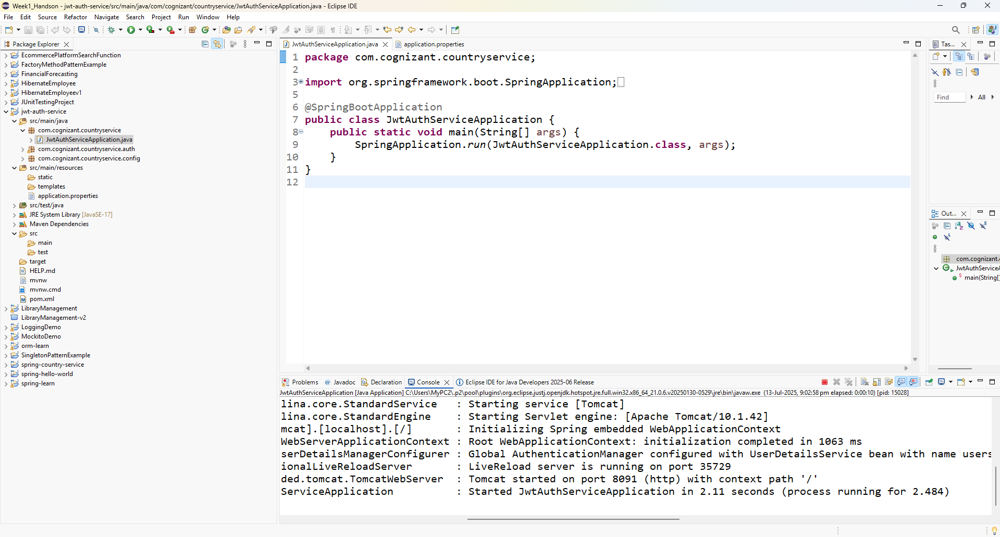 Week1_Handson - jwt-auth-service/src/main/java/com/cognizant/countryservice/JwtAuthServiceApplication.java - Eclipse IDE
File Edit Source Refactor Navigate Search Project Run Window Help
Package Explorer
EcommercePlatformSearchFunction
FactoryMethodPatternExample
FinancialForecasting
HibernateEmployee
HibernateEmployeev1
JUnitTestingProject
jwt-auth-service
src/main/java
com.cognizant.countryservice
JwtAuthServiceApplication.java
com.cognizant.countryservice.auth
com.cognizant.countryservice.config
src/main/resources
static
templates
application.properties
src/test/java
JRE System Library [JavaSE-17]
Maven Dependencies
src
main
test
target
HELP.md
mvnw
mvnw.cmd
pom.xml
LibraryManagement
LibraryManagement-v2
LoggingDemo
MockitoDemo
orm-learn
SingletonPatternExample
spring-country-service
spring-hello-world
spring-learn
JwtAuthServiceApplication.java application.properties
1 package com.cognizant.countryservice;
2
3 import org.springframework.boot.SpringApplication;
5
6 @SpringBootApplication
7 public class JwtAuthServiceApplication {
8 public static void main(String[] args) {
9 SpringApplication.run(JwtAuthServiceApplication.class, args);
10 }
11 }
12
Tas...
Find All
Out...
com.cognizant.
JwtAuthServiceA
main(String[]
Problems Javadoc Declaration Console Eclipse IDE for Java Developers 2025-06 Release
JwtAuthServiceApplication [Java Application] C:\Users\MyPC2\.p2\pool\plugins\org.eclipse.justj.openjdk.hotspot.jre.full.win32.x86_64_21.0.6.v20250130-0529\jre\bin\javaw.exe (13-Jul-2025, 9:02:58 pm elapsed: 0:00:10) [pid: 15028]
lina.core.StandardService : Starting service [Tomcat]
lina.core.StandardEngine : Starting Servlet engine: [Apache Tomcat/10.1.42]
mcat].[localhost].[/] : Initializing Spring embedded WebApplicationContext
WebServerApplicationContext : Root WebApplicationContext: initialization completed in 1063 ms
serDetailsManagerConfigurer : Global AuthenticationManager configured with UserDetailsService bean with name users
ionalLiveReloadServer : LiveReload server is running on port 35729
ded.tomcat.TomcatWebServer : Tomcat started on port 8091 (http) with context path '/'
ServiceApplication : Started JwtAuthServiceApplication in 2.11 seconds (process running for 2.484)